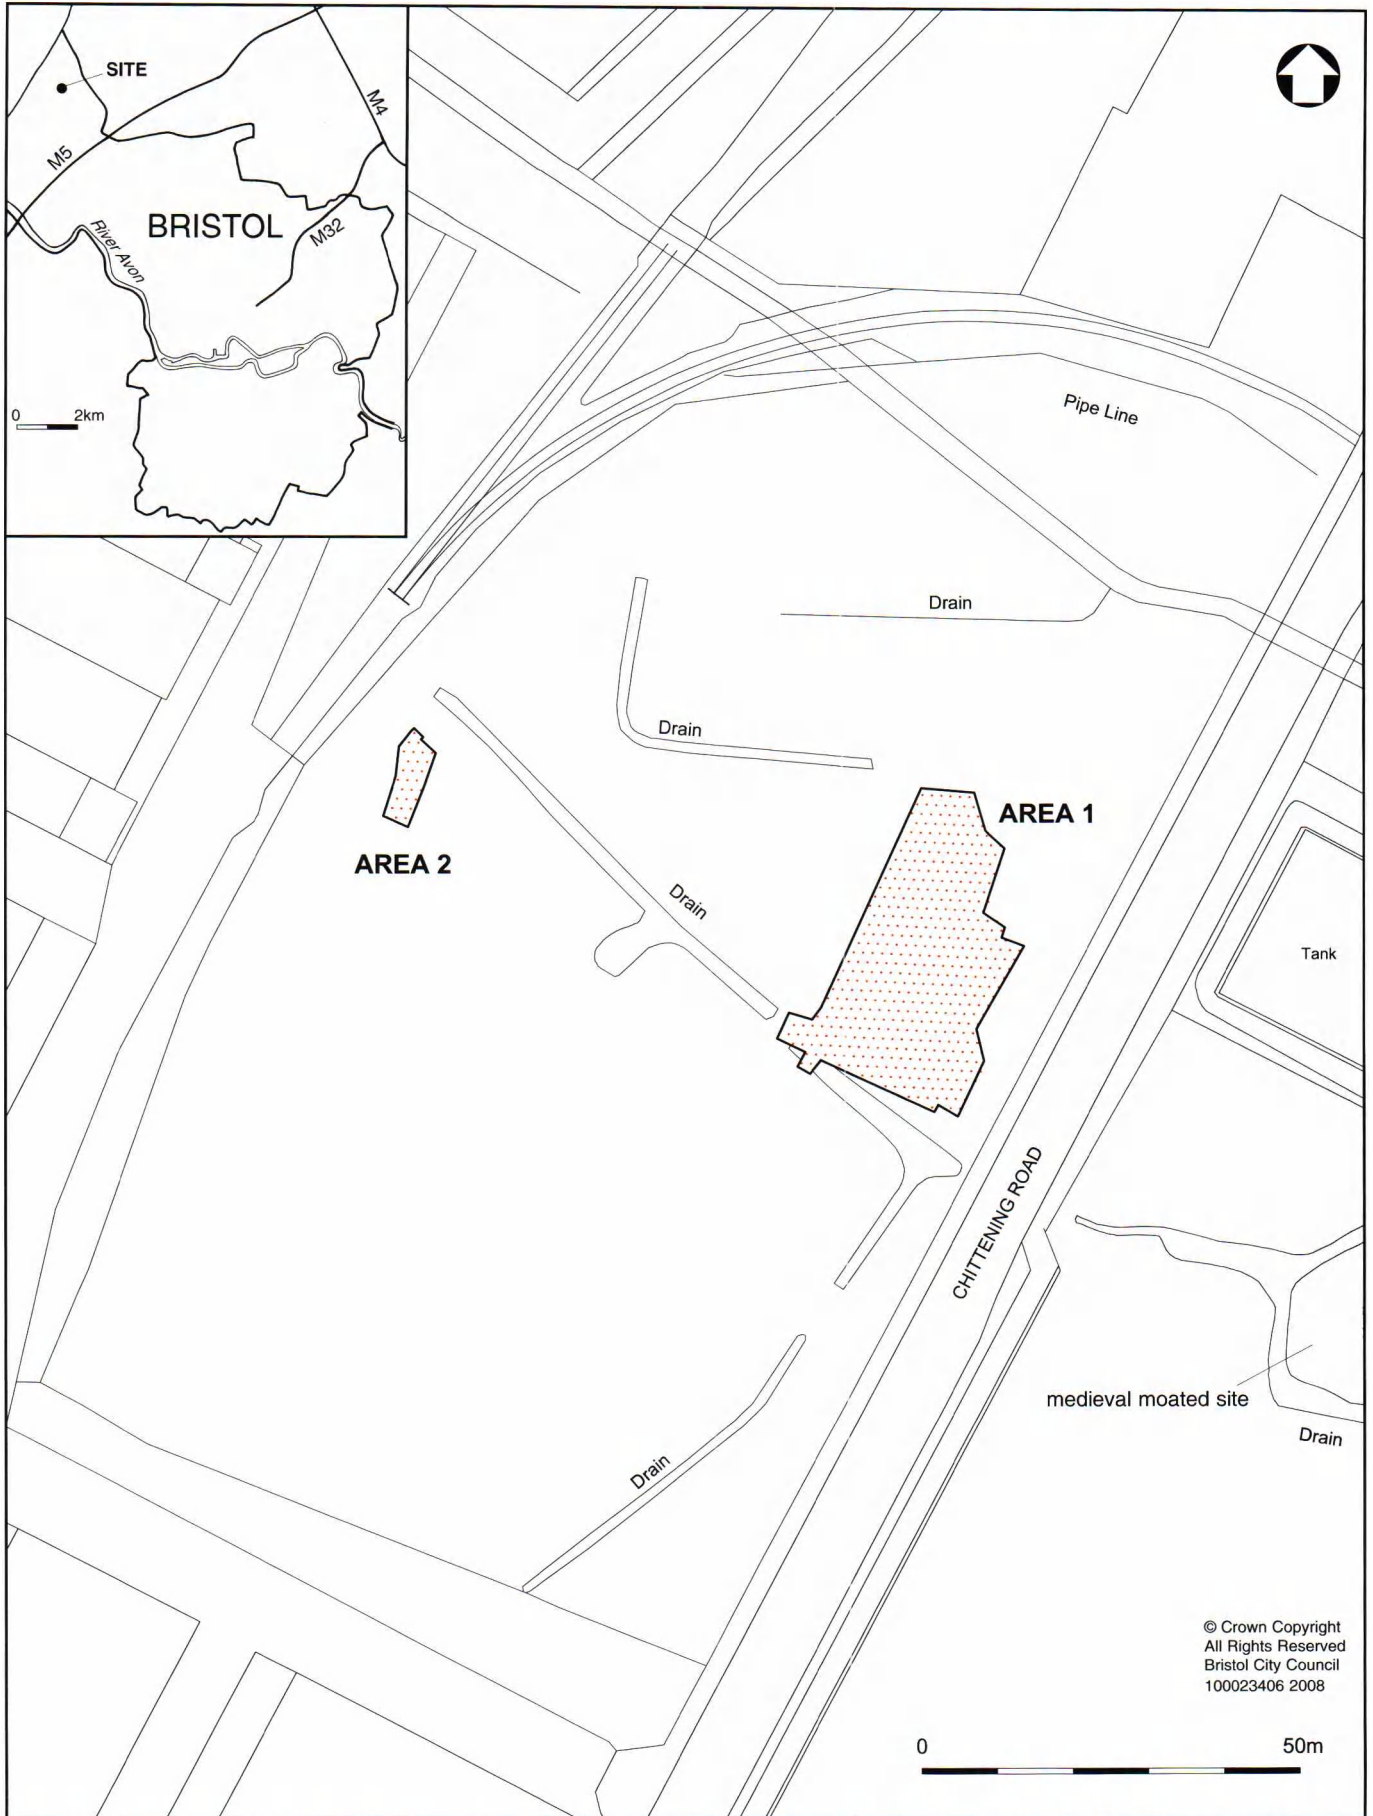 SITE
M4
M5
BRISTOL
M32
River Avon
0 2km
Pipe Line
Drain
Drain
AREA 1
AREA 2
Drain
Tank
CHITTENING ROAD
medieval moated site
Drain
Drain
© Crown Copyright
All Rights Reserved
Bristol City Council
100023406 2008
0 50m